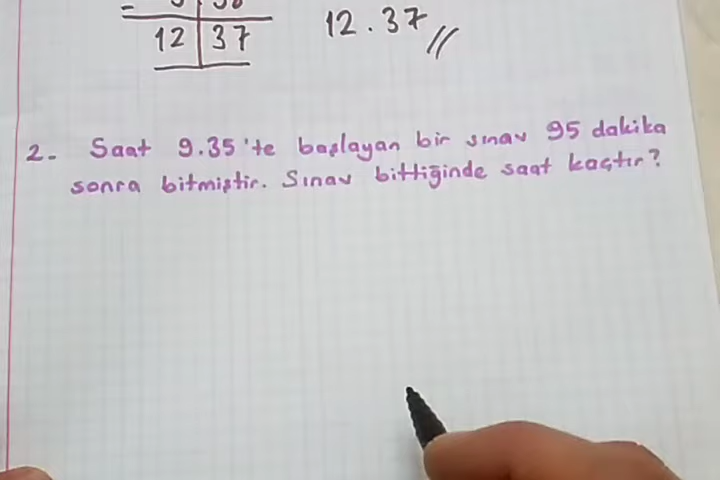 12 37
12.37 //
2. Saat 9.35'te başlayan bir sınav 95 dakika
sonra bitmiştir. Sınav bittiğinde saat kaçtır?